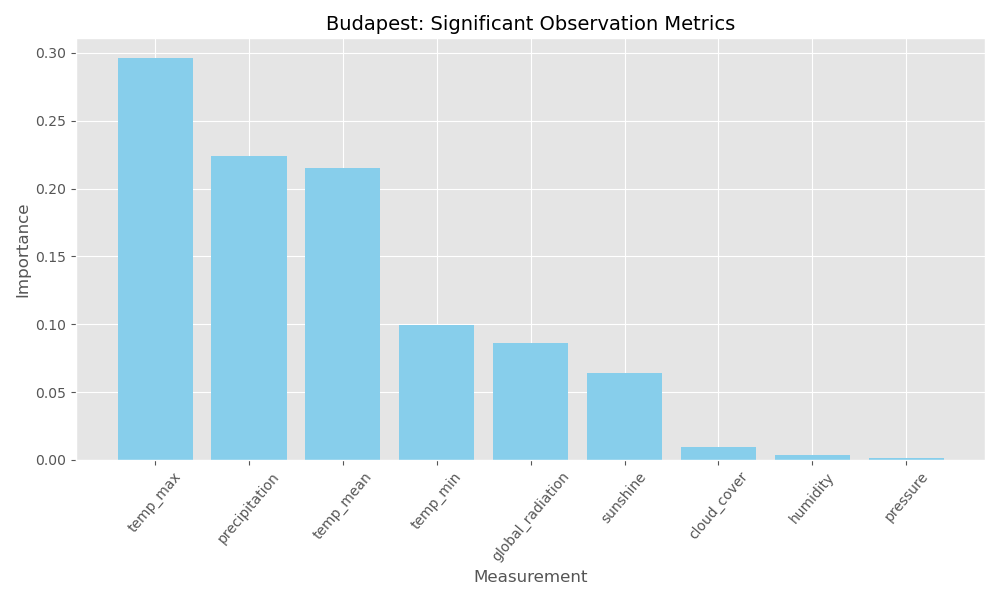 Budapest: Significant Observation Metrics
Importance
0.30
0.25
0.20
0.15
0.10
0.05
0.00
temp_max
precipitation
temp_mean
temp_min
global_radiation
sunshine
cloud_cover
humidity
pressure
Measurement